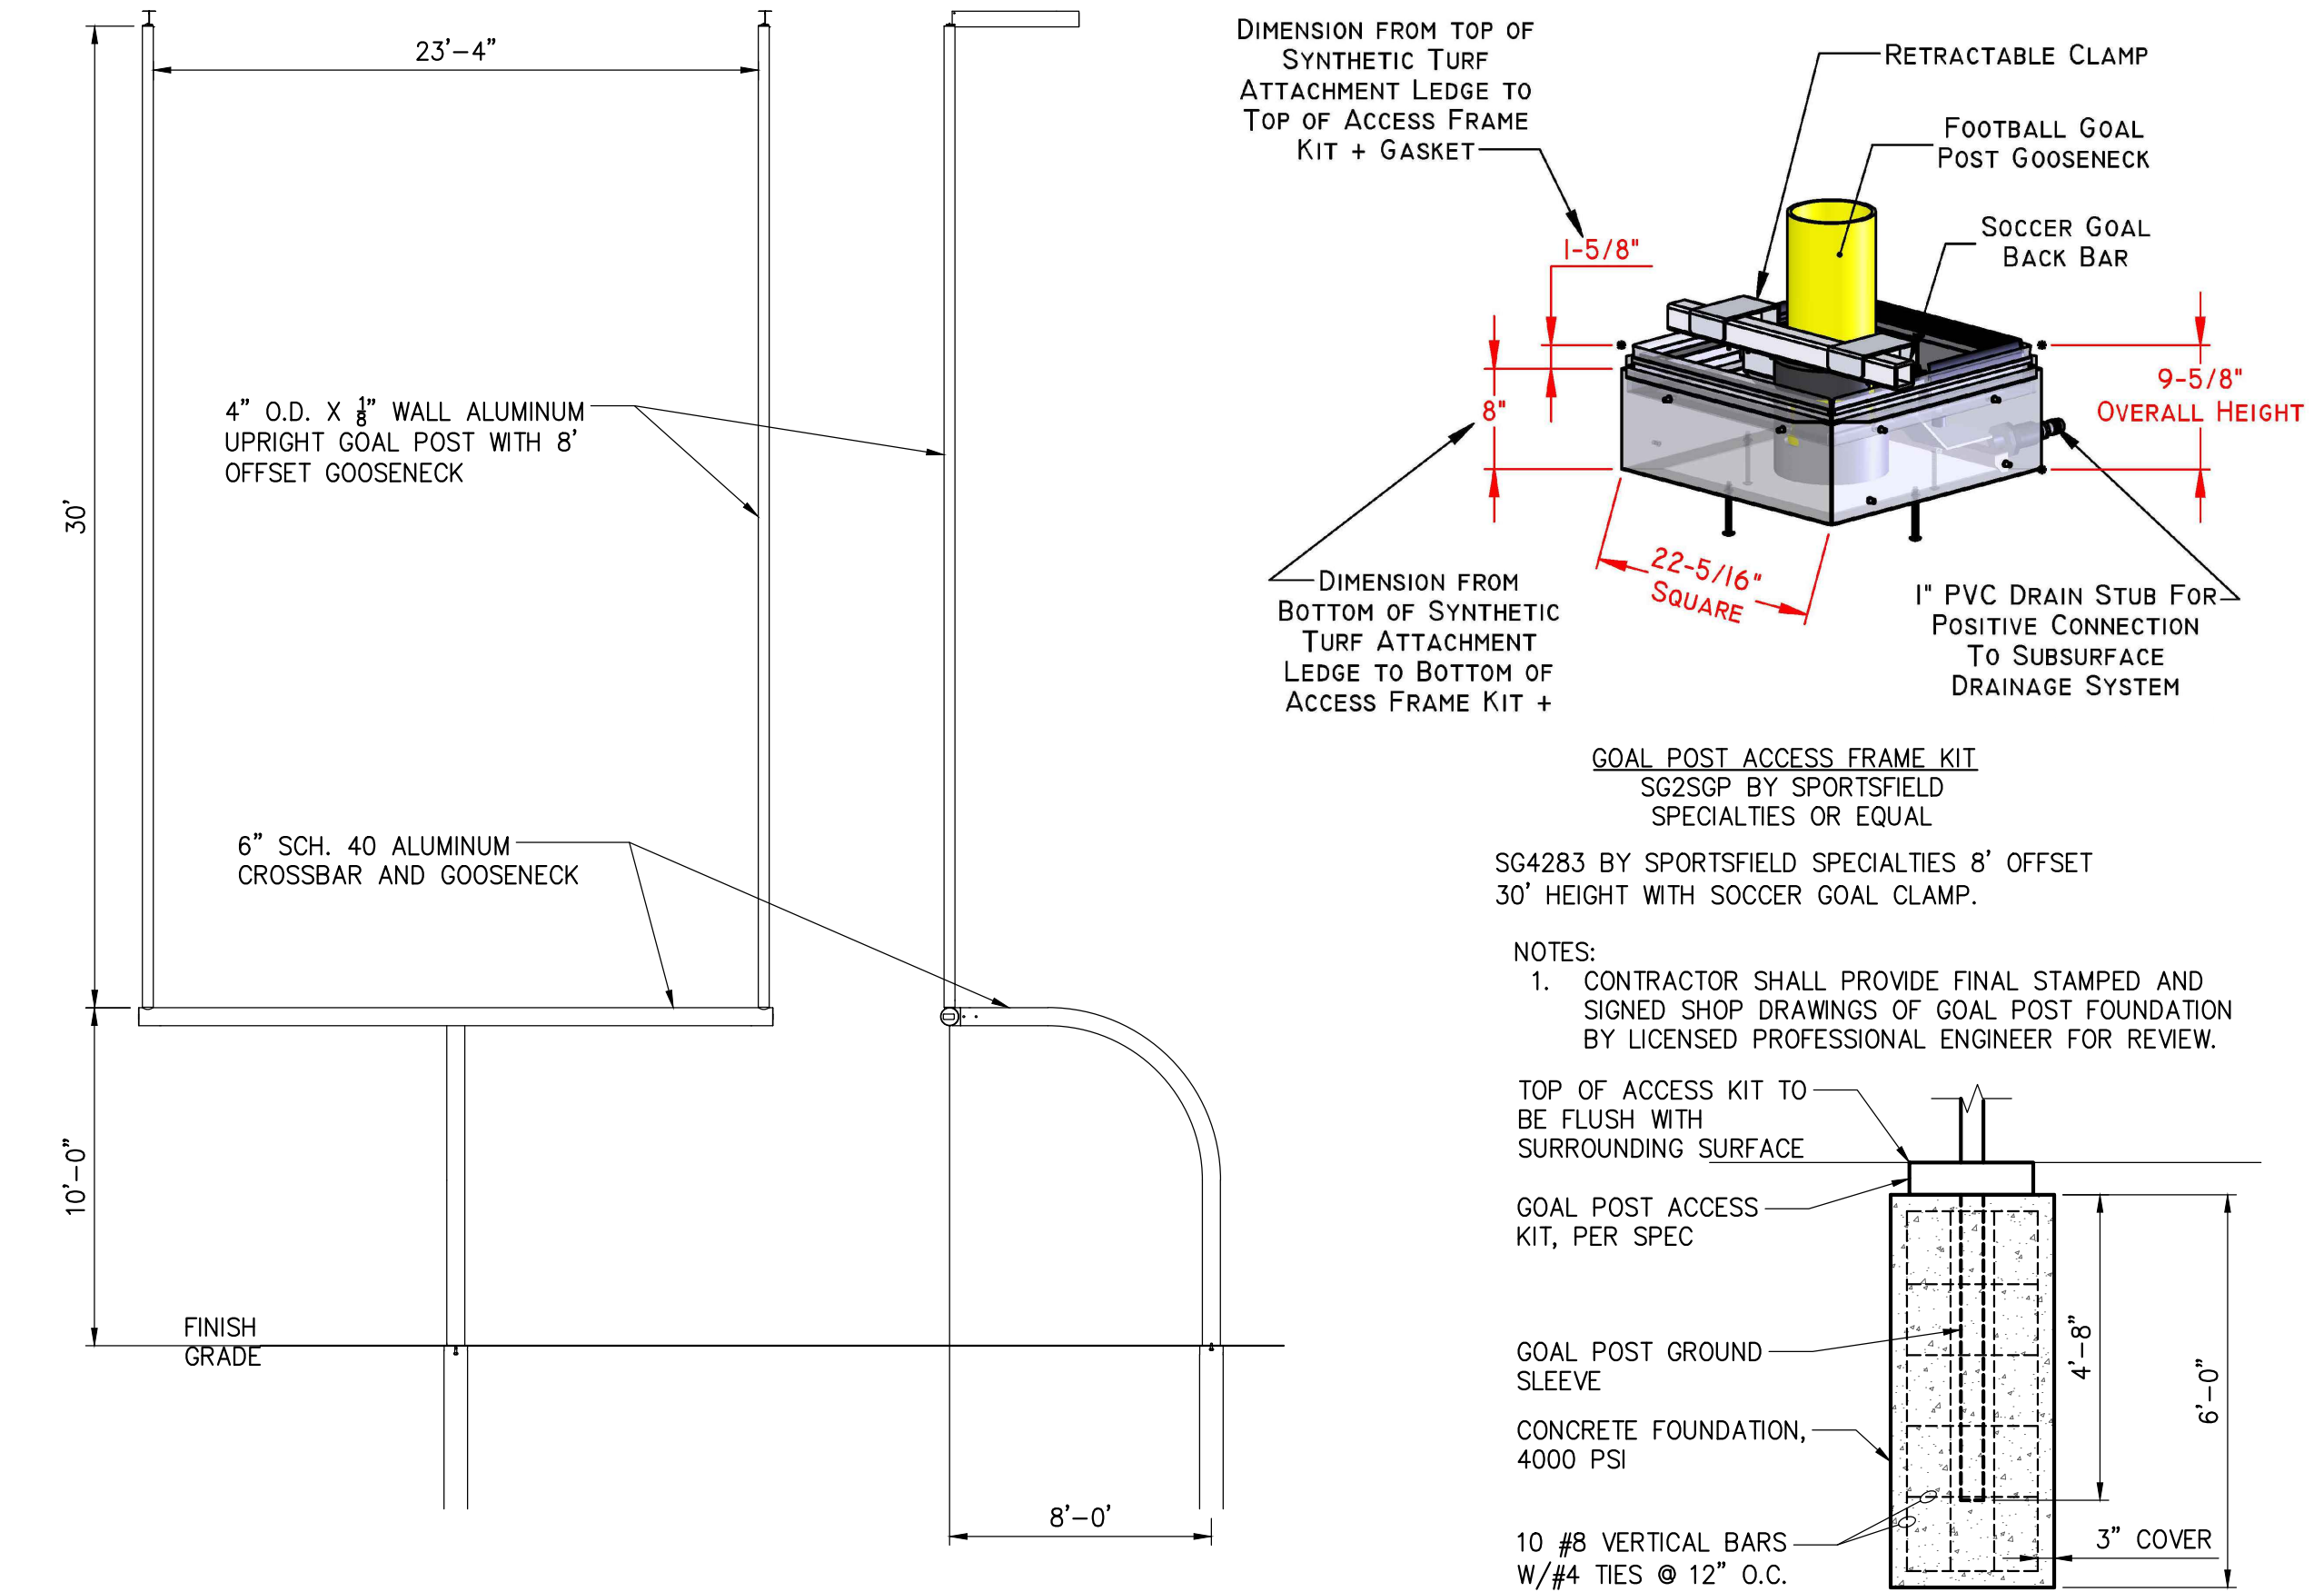 23'-4"
30'
4" O.D. X 1/8" WALL ALUMINUM
UPRIGHT GOAL POST WITH 8'
OFFSET GOOSENECK
6" SCH. 40 ALUMINUM
CROSSBAR AND GOOSENECK
10'-0"
FINISH
GRADE
8'-0'
DIMENSION FROM TOP OF
SYNTHETIC TURF
ATTACHMENT LEDGE TO
TOP OF ACCESS FRAME
KIT + GASKET
RETRACTABLE CLAMP
FOOTBALL GOAL
POST GOOSENECK
SOCCER GOAL
BACK BAR
1-5/8"
8"
9-5/8"
OVERALL HEIGHT
22-5/16"
SQUARE
DIMENSION FROM
BOTTOM OF SYNTHETIC
TURF ATTACHMENT
LEDGE TO BOTTOM OF
ACCESS FRAME KIT +
1" PVC DRAIN STUB FOR
POSITIVE CONNECTION
TO SUBSURFACE
DRAINAGE SYSTEM
GOAL POST ACCESS FRAME KIT
SG2SGP BY SPORTSFIELD
SPECIALTIES OR EQUAL
SG4283 BY SPORTSFIELD SPECIALTIES 8' OFFSET
30' HEIGHT WITH SOCCER GOAL CLAMP.
NOTES:
1. CONTRACTOR SHALL PROVIDE FINAL STAMPED AND
SIGNED SHOP DRAWINGS OF GOAL POST FOUNDATION
BY LICENSED PROFESSIONAL ENGINEER FOR REVIEW.
TOP OF ACCESS KIT TO
BE FLUSH WITH
SURROUNDING SURFACE
GOAL POST ACCESS
KIT, PER SPEC
GOAL POST GROUND
SLEEVE
CONCRETE FOUNDATION,
4000 PSI
10 #8 VERTICAL BARS
W/#4 TIES @ 12" O.C.
4'-8"
6'-0"
3" COVER